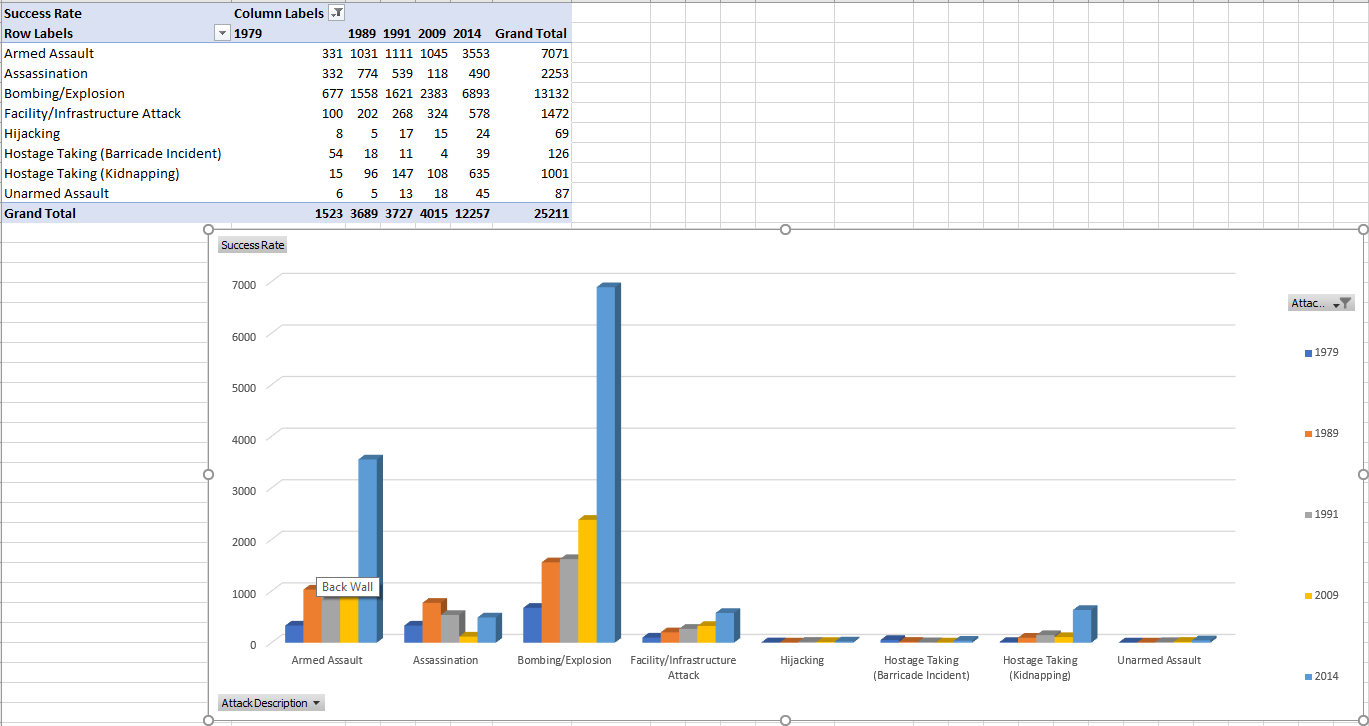 Success Rate Column Labels
Row Labels 1979 1989 1991 2009 2014 Grand Total
Armed Assault 331 1031 1111 1045 3553 7071
Assassination 332 774 539 118 490 2253
Bombing/Explosion 677 1558 1621 2383 6893 13132
Facility/Infrastructure Attack 100 202 268 324 578 1472
Hijacking 8 5 17 15 24 69
Hostage Taking (Barricade Incident) 54 18 11 4 39 126
Hostage Taking (Kidnapping) 15 96 147 108 635 1001
Unarmed Assault 6 5 13 18 45 87
Grand Total 1523 3689 3727 4015 12257 25211
Success Rate
7000
6000
5000
4000
3000
2000
1000
0
Back Wall
Armed Assault
Assassination
Bombing/Explosion
Facility/Infrastructure
Attack
Hijacking
Hostage Taking
(Barricade Incident)
Hostage Taking
(Kidnapping)
Unarmed Assault
Attac...
1979
1989
1991
2009
2014
Attack Description